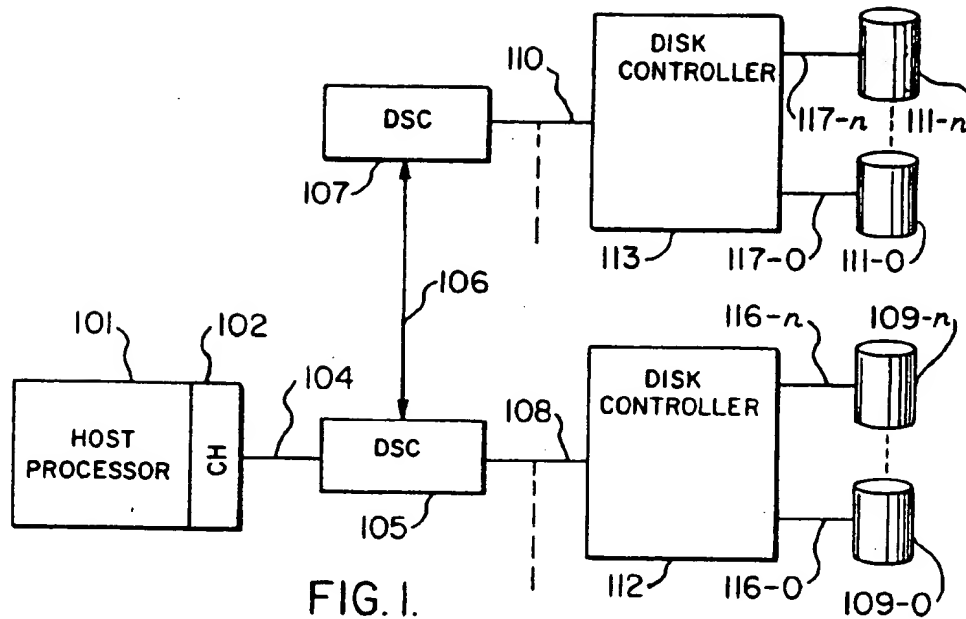 110
DISK
CONTROLLER
DSC
107
117-n
111-n
113
117-0
111-0
106
101
102
104
116-n
109-n
HOST
PROCESSOR
CH
DSC
105
108
DISK
CONTROLLER
112
116-0
109-0
FIG. 1.